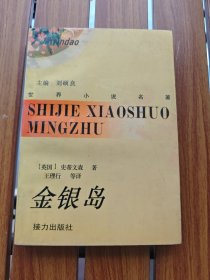 主编 刘硕良
世界小说名著
SHIJIE XIAOSHUO
MINGZHU
[英国] 史蒂文森 著
王理行 等译
金银岛
接力出版社